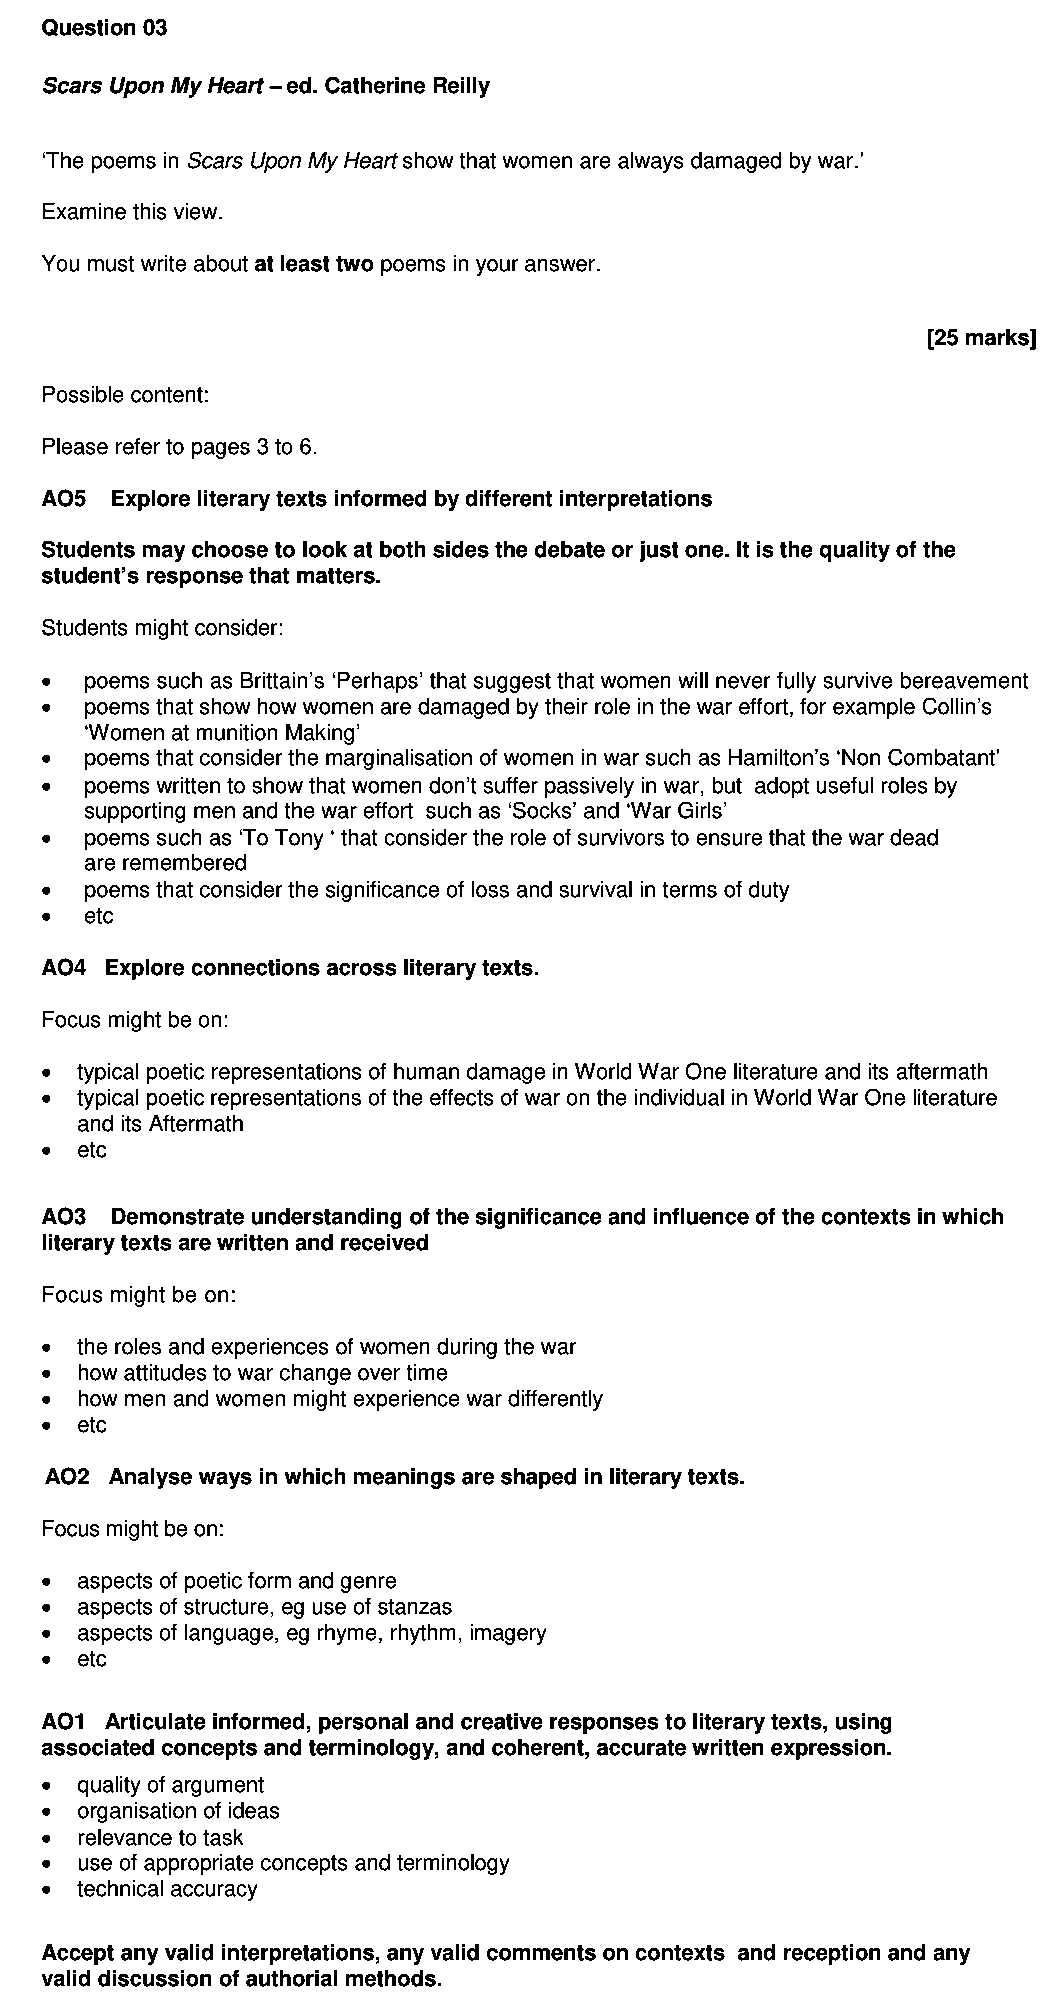 Question 03
Scars Upon My Heart – ed. Catherine Reilly
‘The poems in Scars Upon My Heart show that women are always damaged by war.’
Examine this view.
You must write about at least two poems in your answer.
[25 marks]
Possible content:
Please refer to pages 3 to 6.
AO5 Explore literary texts informed by different interpretations
Students may choose to look at both sides the debate or just one. It is the quality of the
student’s response that matters.
Students might consider:
• poems such as Brittain’s ‘Perhaps’ that suggest that women will never fully survive bereavement
• poems that show how women are damaged by their role in the war effort, for example Collin’s
‘Women at munition Making’
• poems that consider the marginalisation of women in war such as Hamilton’s ‘Non Combatant’
• poems written to show that women don’t suffer passively in war, but adopt useful roles by
supporting men and the war effort such as ‘Socks’ and ‘War Girls’
• poems such as ‘To Tony ‘ that consider the role of survivors to ensure that the war dead
are remembered
• poems that consider the significance of loss and survival in terms of duty
• etc
AO4 Explore connections across literary texts.
Focus might be on:
• typical poetic representations of human damage in World War One literature and its aftermath
• typical poetic representations of the effects of war on the individual in World War One literature
and its Aftermath
• etc
AO3 Demonstrate understanding of the significance and influence of the contexts in which
literary texts are written and received
Focus might be on:
• the roles and experiences of women during the war
• how attitudes to war change over time
• how men and women might experience war differently
• etc
AO2 Analyse ways in which meanings are shaped in literary texts.
Focus might be on:
• aspects of poetic form and genre
• aspects of structure, eg use of stanzas
• aspects of language, eg rhyme, rhythm, imagery
• etc
AO1 Articulate informed, personal and creative responses to literary texts, using
associated concepts and terminology, and coherent, accurate written expression.
• quality of argument
• organisation of ideas
• relevance to task
• use of appropriate concepts and terminology
• technical accuracy
Accept any valid interpretations, any valid comments on contexts and reception and any
valid discussion of authorial methods.